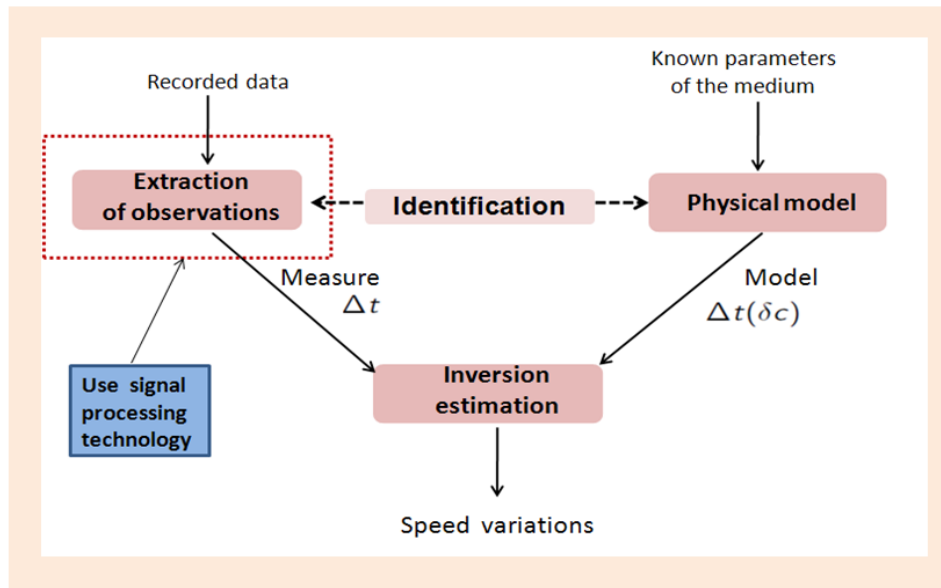 Recorded data
Known parameters
of the medium
Extraction
of observations
Identification
Physical model
Measure
Δt
Model
Δt(δc)
Use signal
processing
technology
Inversion
estimation
Speed variations